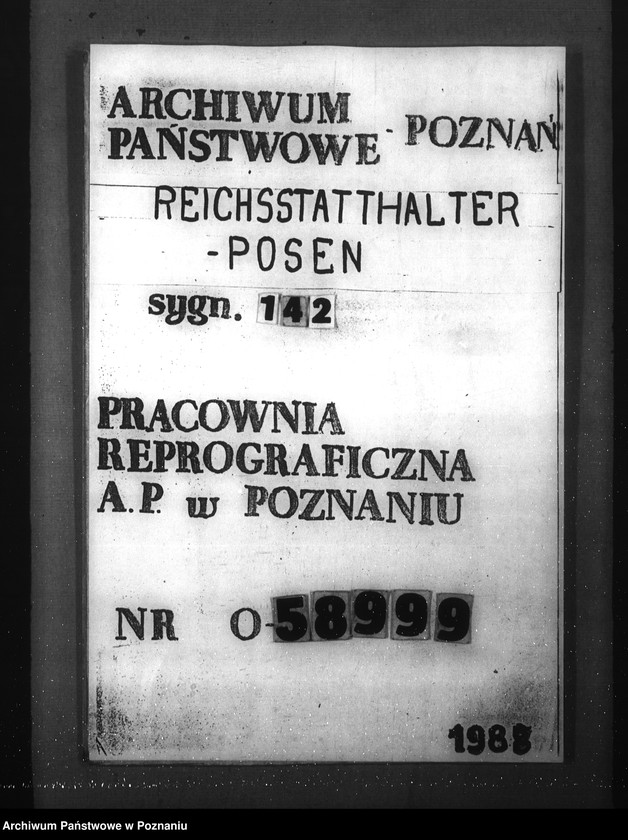 ARCHIWUM
PAŃSTWOWE - POZNAŃ
REICHSSTATTHALTER
-POSEN
sygn. 142
PRACOWNIA
REPROGRAFICZNA
A.P. w POZNANIU
NR O-58999
1988
Archiwum Państwowe w Poznaniu